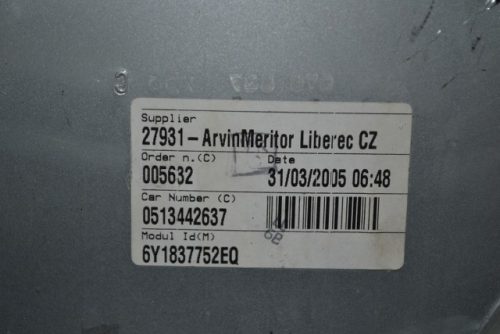 Supplier
27931-ArvinMeritor Liberec CZ
Order n.(C) Date
005632 31/03/2005 06:48
Car Number (C)
0513442637
Modul Id(M)
6Y1837752EQ